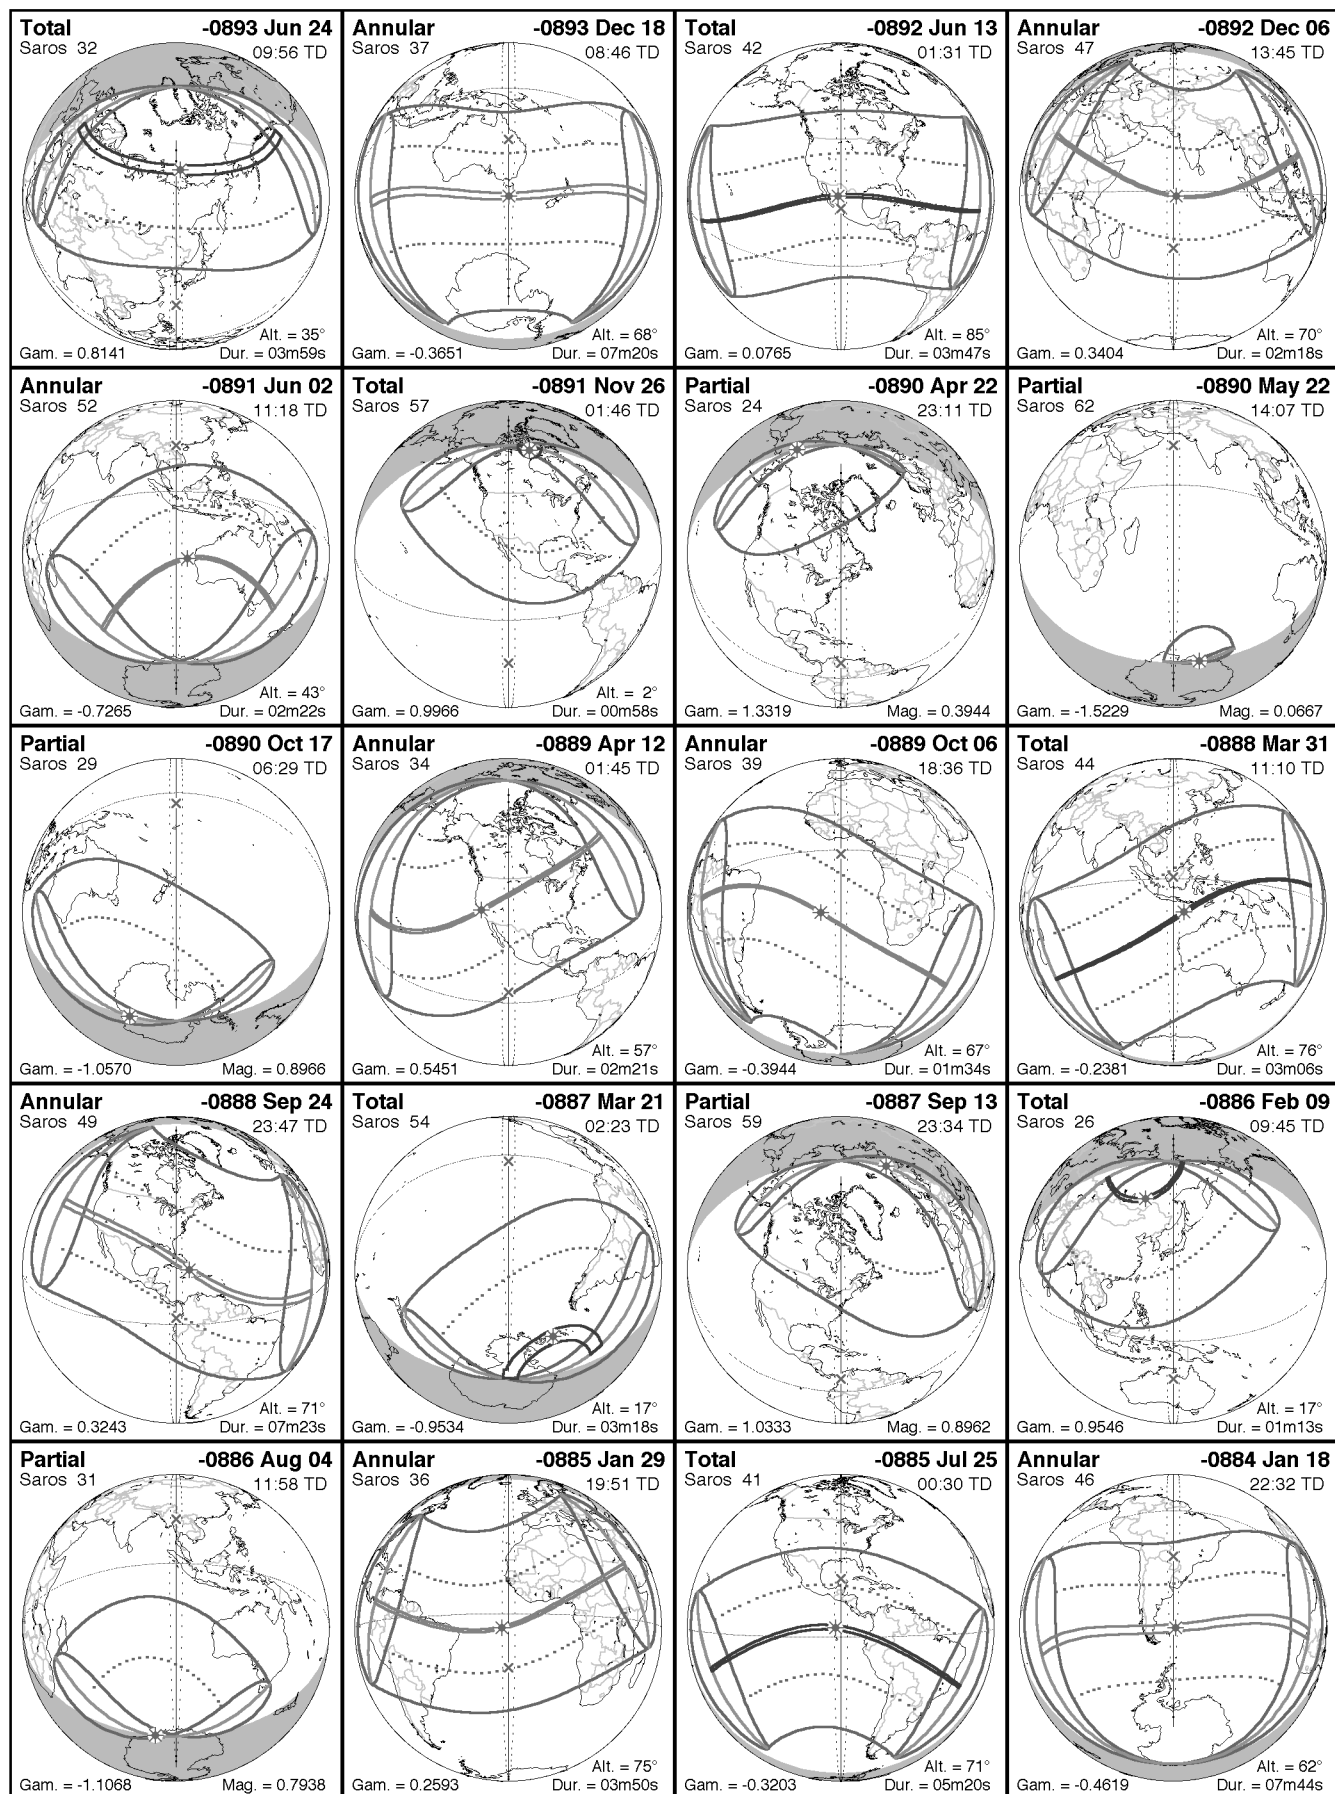 Total -0893 Jun 24
Saros 32 09:56 TD
Alt. = 35°
Gam. = 0.8141 Dur. = 03m59s
Annular -0893 Dec 18
Saros 37 08:46 TD
Alt. = 68°
Gam. = -0.3651 Dur. = 07m20s
Total -0892 Jun 13
Saros 42 01:31 TD
Alt. = 85°
Gam. = 0.0765 Dur. = 03m47s
Annular -0892 Dec 06
Saros 47 13:45 TD
Alt. = 70°
Gam. = 0.3404 Dur. = 02m18s
Annular -0891 Jun 02
Saros 52 11:18 TD
Alt. = 43°
Gam. = -0.7265 Dur. = 02m22s
Total -0891 Nov 26
Saros 57 01:46 TD
Alt. = 2°
Gam. = 0.9966 Dur. = 00m58s
Partial -0890 Apr 22
Saros 24 23:11 TD
Gam. = 1.3319 Mag. = 0.3944
Partial -0890 May 22
Saros 62 14:07 TD
Gam. = -1.5229 Mag. = 0.0667
Partial -0890 Oct 17
Saros 29 06:29 TD
Gam. = -1.0570 Mag. = 0.8966
Annular -0889 Apr 12
Saros 34 01:45 TD
Alt. = 57°
Gam. = 0.5451 Dur. = 02m21s
Annular -0889 Oct 06
Saros 39 18:36 TD
Alt. = 67°
Gam. = -0.3944 Dur. = 01m34s
Total -0888 Mar 31
Saros 44 11:10 TD
Alt. = 76°
Gam. = -0.2381 Dur. = 03m06s
Annular -0888 Sep 24
Saros 49 23:47 TD
Alt. = 71°
Gam. = 0.3243 Dur. = 07m23s
Total -0887 Mar 21
Saros 54 02:23 TD
Alt. = 17°
Gam. = -0.9534 Dur. = 03m18s
Partial -0887 Sep 13
Saros 59 23:34 TD
Gam. = 1.0333 Mag. = 0.8962
Total -0886 Feb 09
Saros 26 09:45 TD
Alt. = 17°
Gam. = 0.9546 Dur. = 01m13s
Partial -0886 Aug 04
Saros 31 11:58 TD
Gam. = -1.1068 Mag. = 0.7938
Annular -0885 Jan 29
Saros 36 19:51 TD
Alt. = 75°
Gam. = 0.2593 Dur. = 03m50s
Total -0885 Jul 25
Saros 41 00:30 TD
Alt. = 71°
Gam. = -0.3203 Dur. = 05m20s
Annular -0884 Jan 18
Saros 46 22:32 TD
Alt. = 62°
Gam. = -0.4619 Dur. = 07m44s